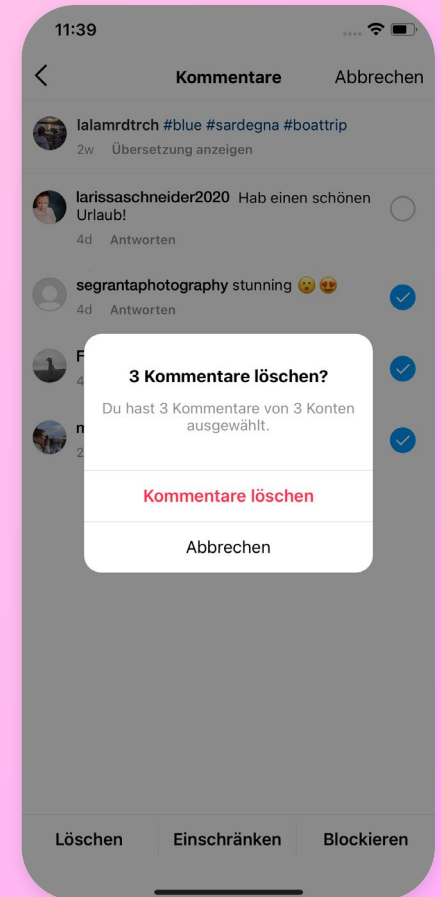 11:39
Kommentare
Abbrechen
lalamrdtrch #blue #sardegna #boattrip
2w Übersetzung anzeigen
larissaschneider2020 Hab einen schönen
Urlaub!
4d Antworten
segrantaphotography stunning 😮😍
4d Antworten
3 Kommentare löschen?
Du hast 3 Kommentare von 3 Konten
ausgewählt.
Kommentare löschen
Abbrechen
Löschen Einschränken Blockieren